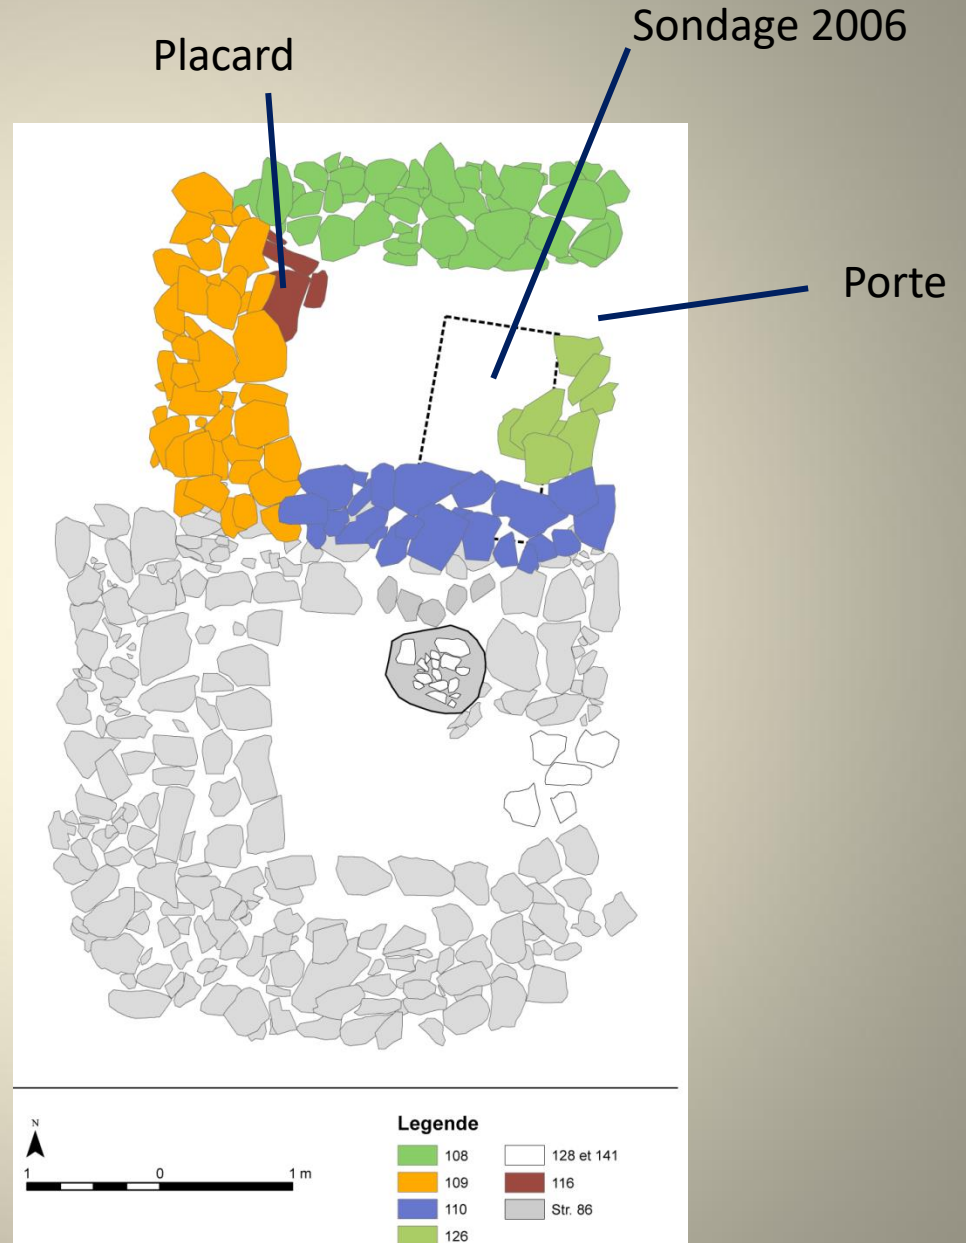 Sondage 2006
Placard
Porte
N
1 0 1 m
Legende
108
109
110
126
128 et 141
116
Str. 86